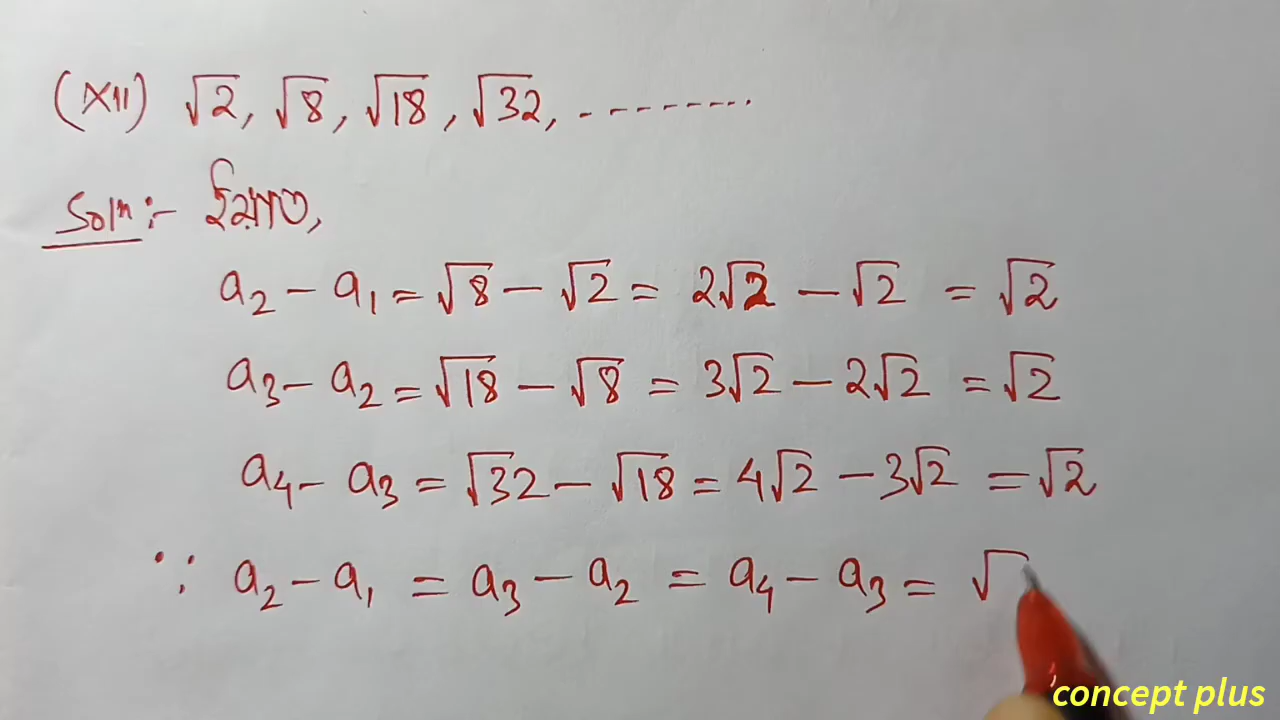 (XII) √2, √8, √18, √32, ---------
Solⁿ:- ইয়াত,
a₂ - a₁ = √8 - √2 = 2√2 - √2 = √2
a₃ - a₂ = √18 - √8 = 3√2 - 2√2 = √2
a₄ - a₃ = √32 - √18 = 4√2 - 3√2 = √2
∵ a₂ - a₁ = a₃ - a₂ = a₄ - a₃ = √
concept plus